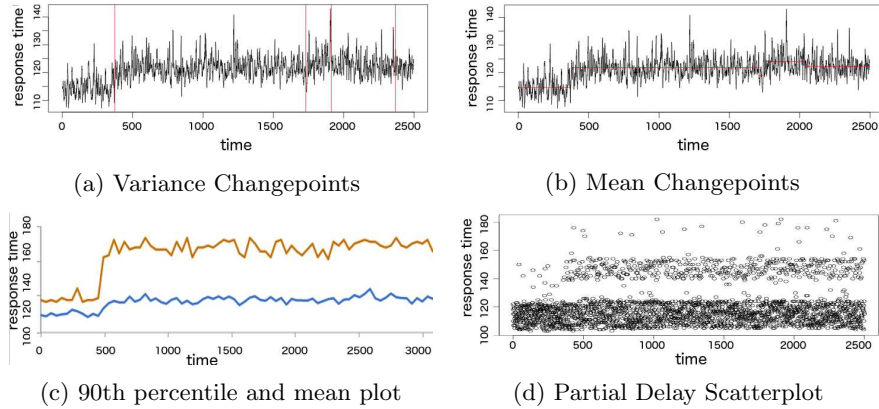 response time
110 120 130 140
0 500 1000 1500 2000 2500
time
(a) Variance Changepoints
response time
110 120 130 140
0 500 1000 1500 2000 2500
time
(b) Mean Changepoints
response time
100 120 140 160 180
0 500 1000 1500 2000 2500 3000
time
(c) 90th percentile and mean plot
response time
100 120 140 160 180
0 500 1000 1500 2000 2500
time
(d) Partial Delay Scatterplot